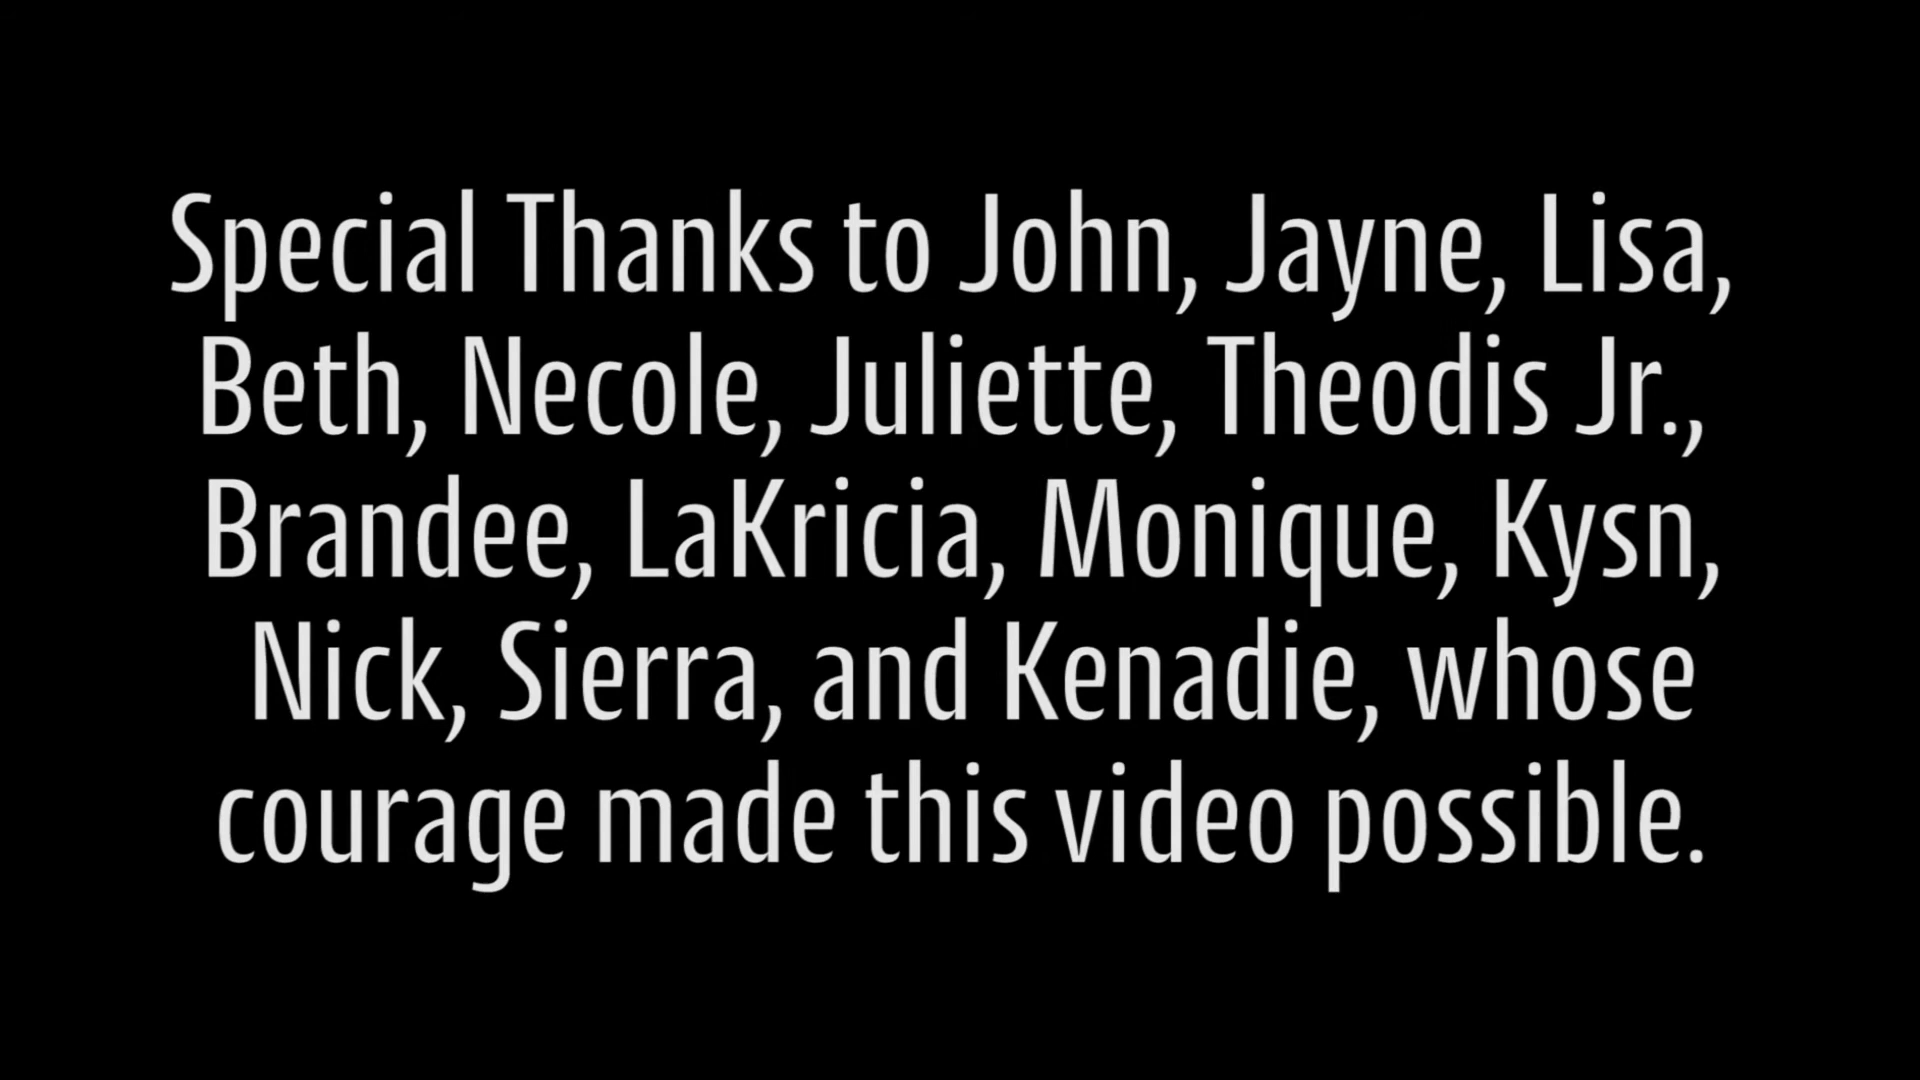 Special Thanks to John, Jayne, Lisa,
Beth, Necole, Juliette, Theodis Jr.,
Brandee, LaKricia, Monique, Kysn,
Nick, Sierra, and Kenadie, whose
courage made this video possible.